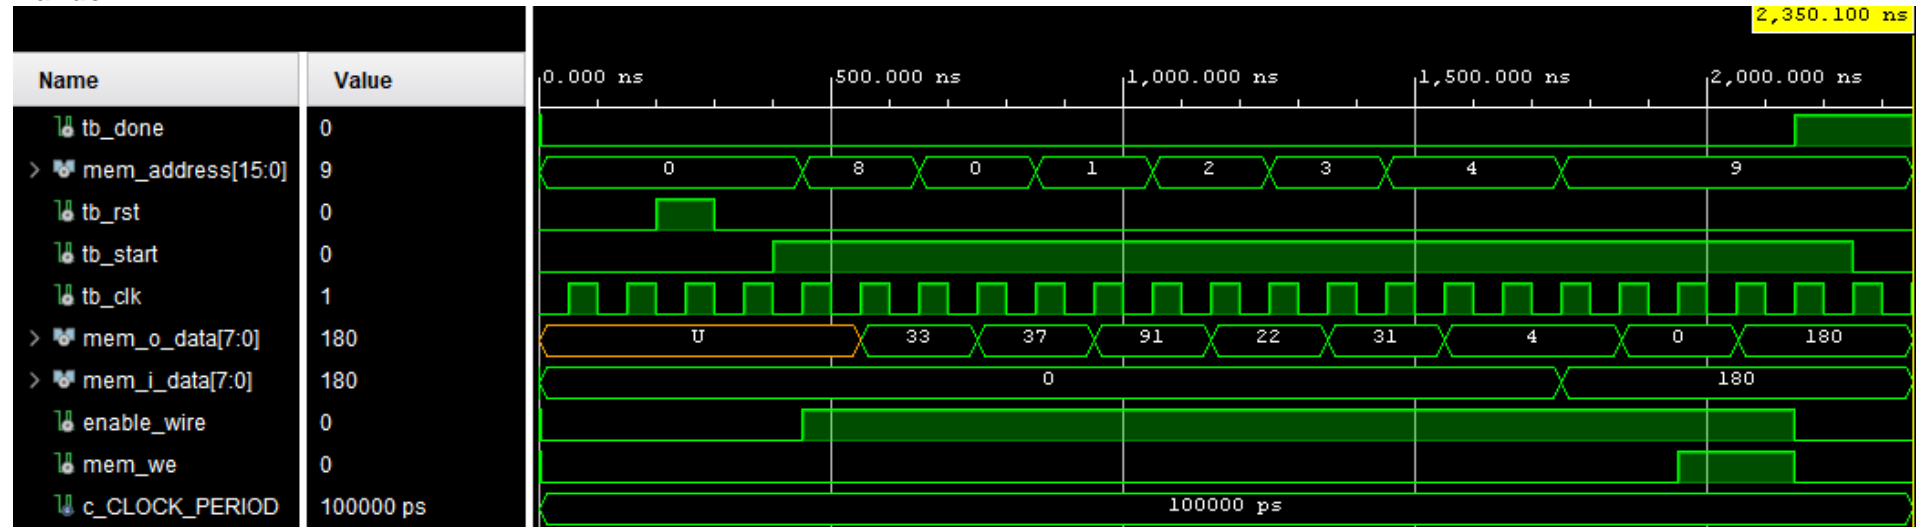 2,350.100 ns
Name Value 0.000 ns 500.000 ns 1,000.000 ns 1,500.000 ns 2,000.000 ns
tb_done 0
mem_address[15:0] 9 0 8 0 1 2 3 4 9
tb_rst 0
tb_start 0
tb_clk 1
mem_o_data[7:0] 180 U 33 37 91 22 31 4 0 180
mem_i_data[7:0] 180 0 180
enable_wire 0
mem_we 0
c_CLOCK_PERIOD 100000 ps 100000 ps